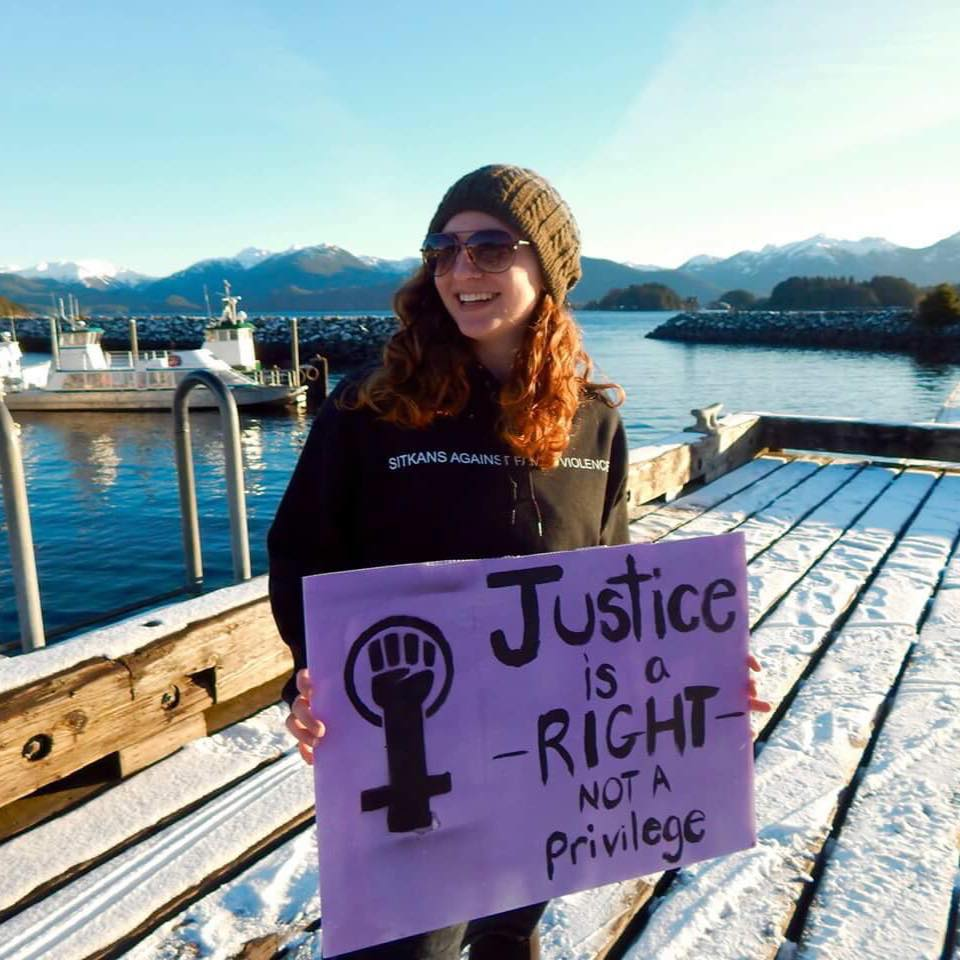 SITKANS AGAINST VIOLENCE
Justice
is a
-RIGHT-
NOT A
privilege